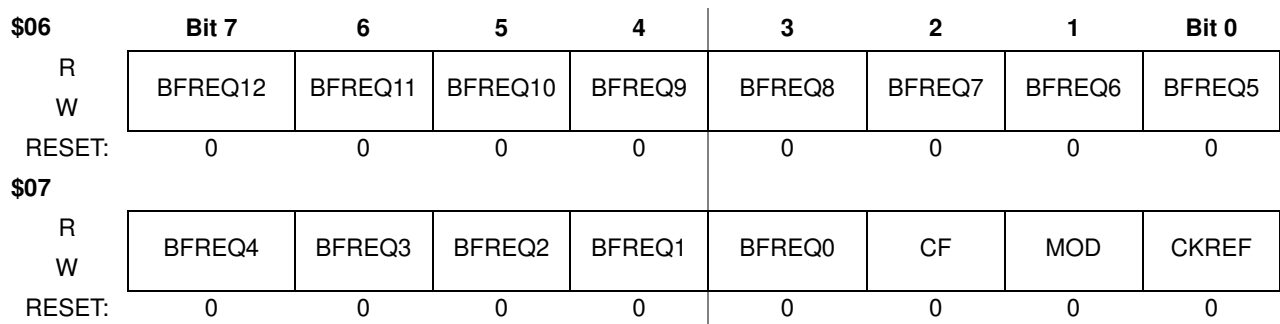 $06 Bit 7 6 5 4 3 2 1 Bit 0
R
BFREQ12 BFREQ11 BFREQ10 BFREQ9 BFREQ8 BFREQ7 BFREQ6 BFREQ5
W
RESET: 0 0 0 0 0 0 0 0
$07
R
BFREQ4 BFREQ3 BFREQ2 BFREQ1 BFREQ0 CF MOD CKREF
W
RESET: 0 0 0 0 0 0 0 0